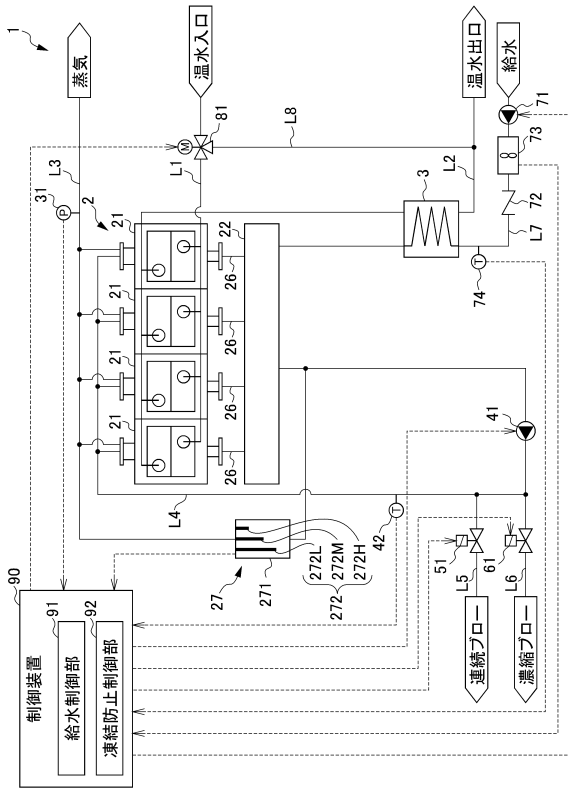 1
蒸気
温水入口
温水出口
給水
L3
31
P
2
M
81
L1
L8
L2
71
73
72
L7
3
T
74
21
21
21
21
22
26
26
26
26
L4
41
T
42
27
271
272L
272M
272H
272
51
L5
61
L6
連続ブロー
濃縮ブロー
90
制御装置
91
給水制御部
92
凍結防止制御部